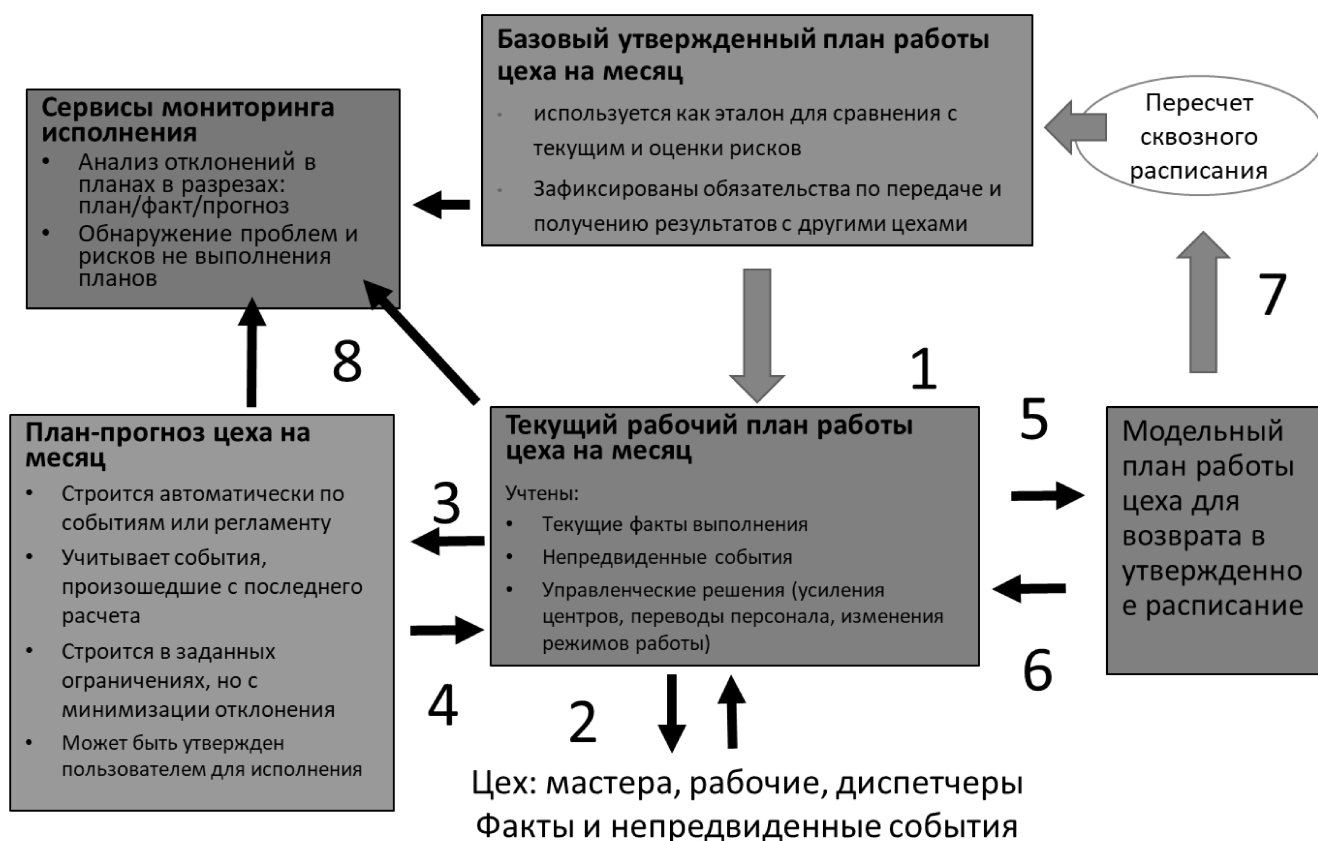 Базовый утвержденный план работы
цеха на месяц
- используется как эталон для сравнения с
текущим и оценки рисков
- Зафиксированы обязательства по передаче и
получению результатов с другими цехами
Сервисы мониторинга
исполнения
• Анализ отклонений в
планах в разрезах:
план/факт/прогноз
• Обнаружение проблем и
рисков не выполнения
планов
Пересчет
сквозного
расписания
7
8
1
План-прогноз цеха на
месяц
• Строится автоматически по
событиям или регламенту
• Учитывает события,
произошедшие с последнего
расчета
• Строится в заданных
ограничениях, но с
минимизации отклонения
• Может быть утвержден
пользователем для исполнения
3
4
Текущий рабочий план работы
цеха на месяц
Учтены:
• Текущие факты выполнения
• Непредвиденные события
• Управленческие решения (усиления
центров, переводы персонала, изменения
режимов работы)
5
6
Модельный
план работы
цеха для
возврата в
утвержденно
е расписание
2
Цех: мастера, рабочие, диспетчеры
Факты и непредвиденные события